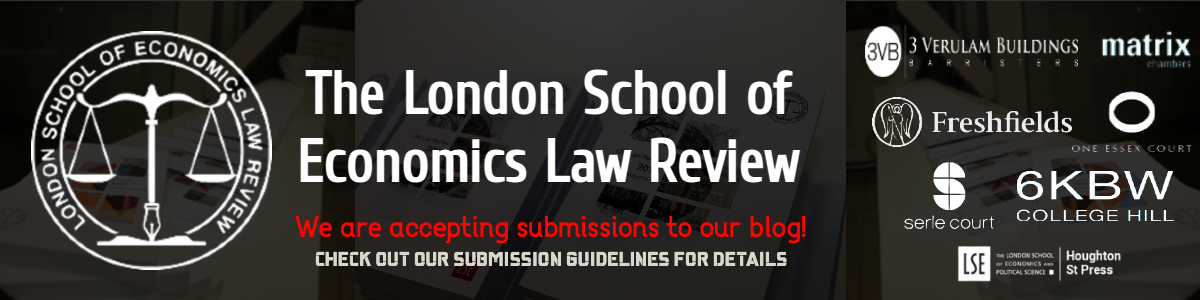 LONDON SCHOOL OF ECONOMICS LAW REVIEW
The London School of
Economics Law Review
We are accepting submissions to our blog!
CHECK OUT OUR SUBMISSION GUIDELINES FOR DETAILS
3VB
3 VERULAM BUILDINGS
BARRISTERS
matrix
chambers
Freshfields
ONE ESSEX COURT
serle court
6KBW
COLLEGE HILL
LSE
THE LONDON SCHOOL
OF ECONOMICS AND
POLITICAL SCIENCE
Houghton
St Press